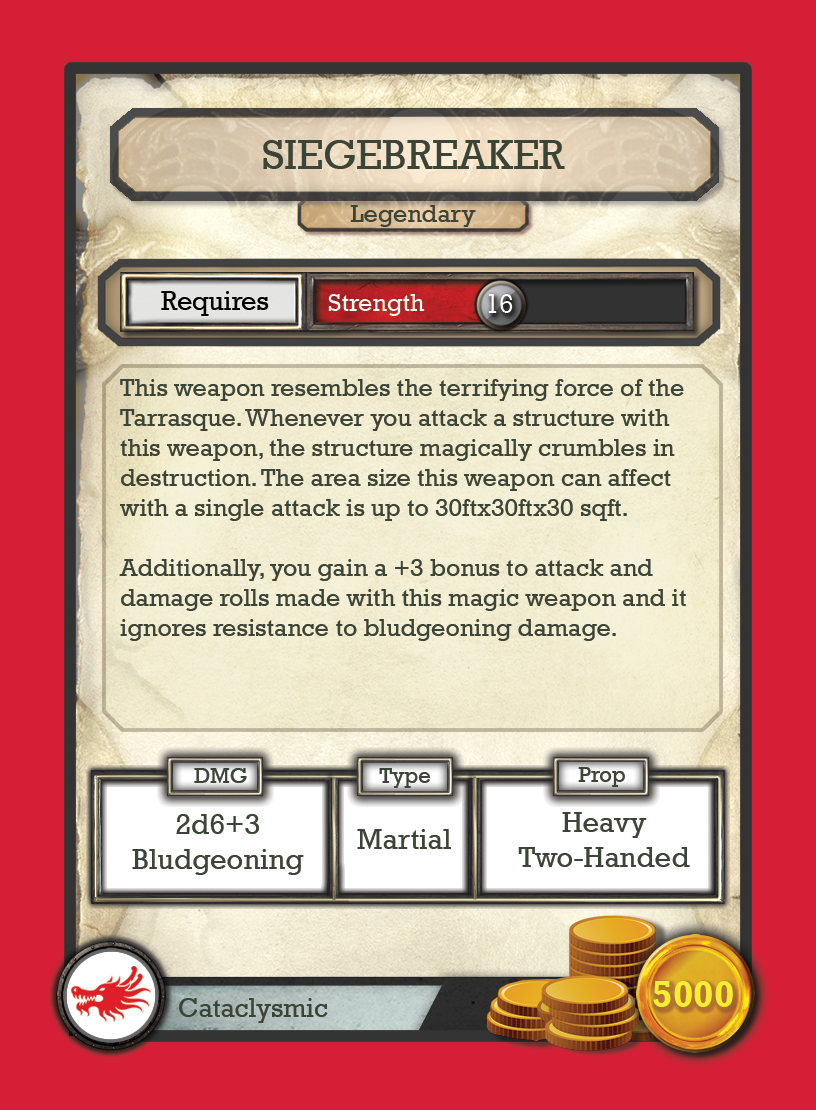 SIEGEBREAKER
Legendary
Requires
Strength
16
This weapon resembles the terrifying force of the
Tarrasque. Whenever you attack a structure with
this weapon, the structure magically crumbles in
destruction. The area size this weapon can affect
with a single attack is up to 30ftx30ftx30 sqft.
Additionally, you gain a +3 bonus to attack and
damage rolls made with this magic weapon and it
ignores resistance to bludgeoning damage.
DMG
2d6+3
Bludgeoning
Type
Martial
Prop
Heavy
Two-Handed
Cataclysmic
5000